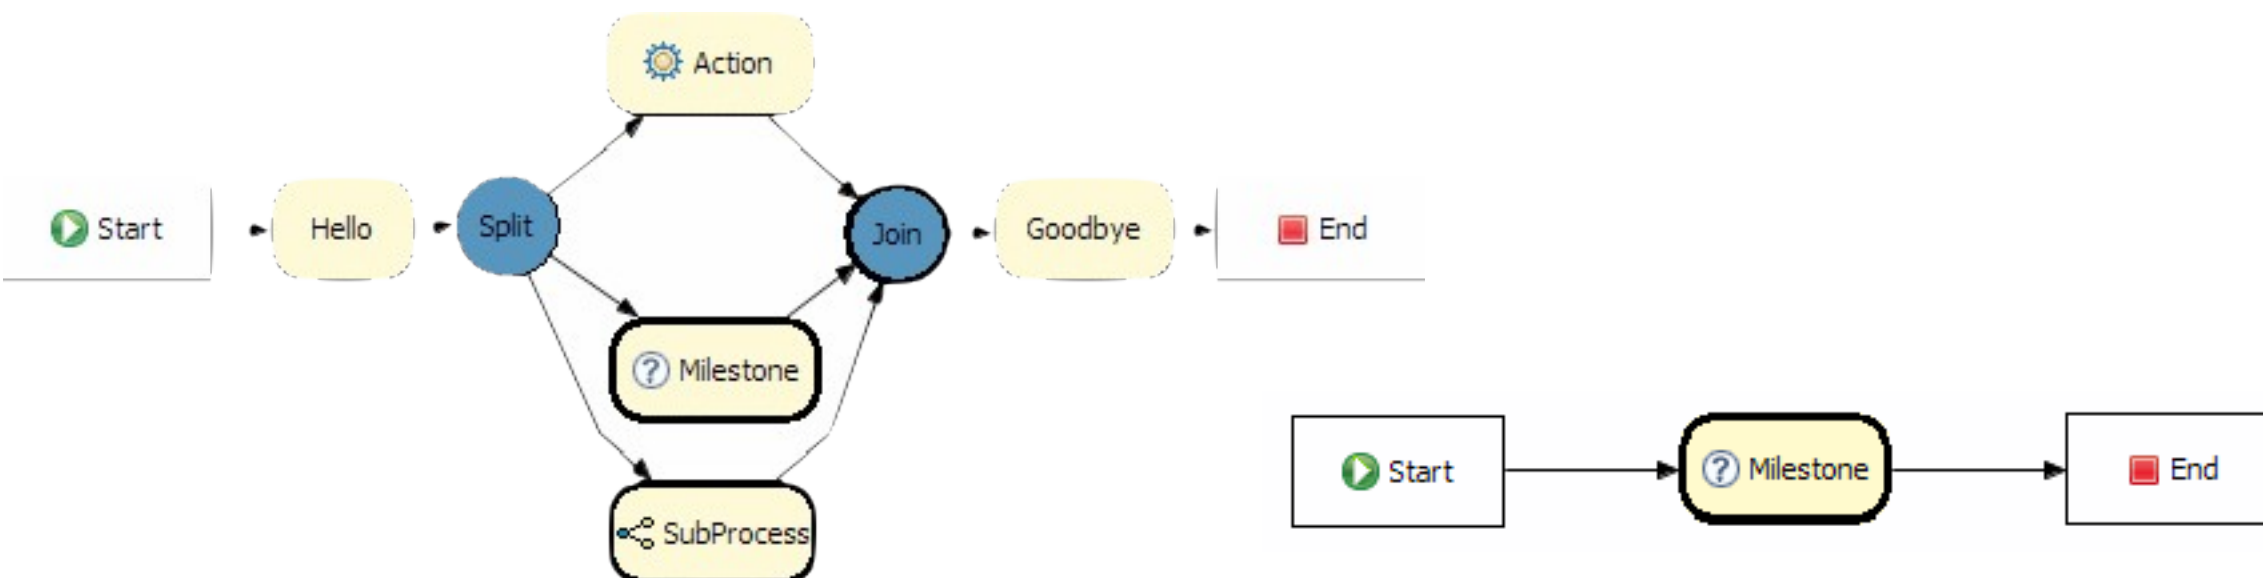 Action
Start
Hello
Split
Join
Goodbye
End
Milestone
SubProcess
Start
Milestone
End